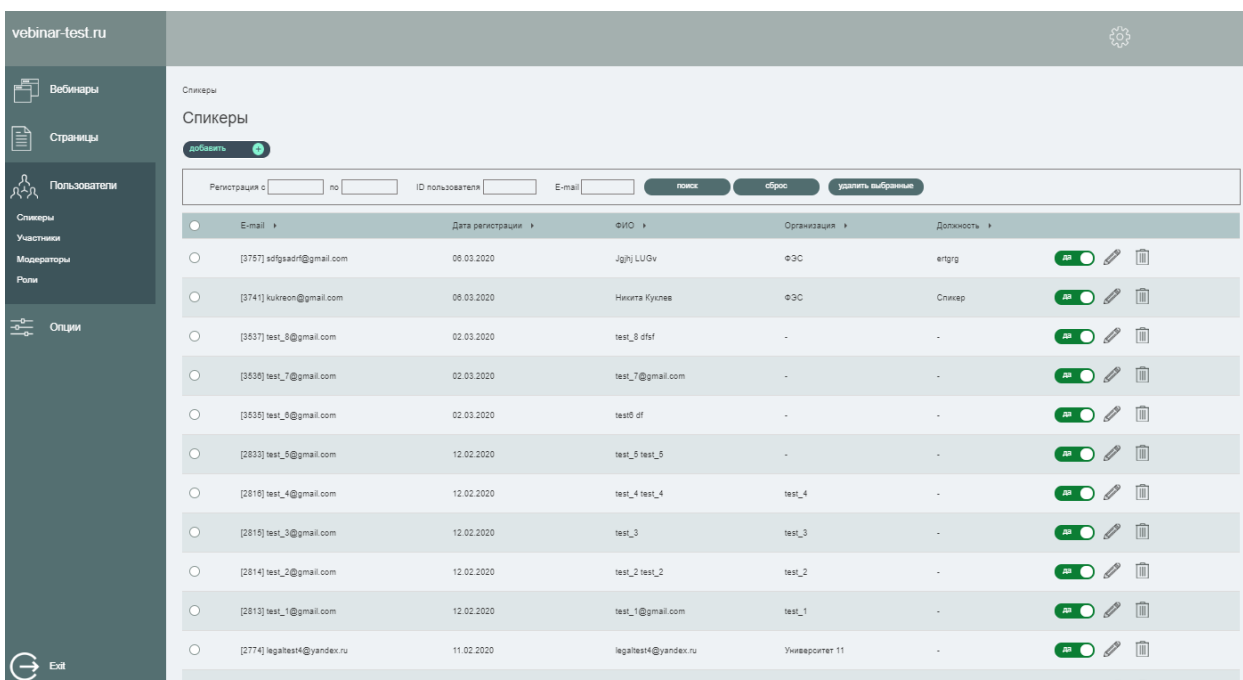 vebinar-test.ru
Вебинары
Страницы
Пользователи
Спикеры
Участники
Модераторы
Роли
Опции
Exit
Спикеры
Спикеры
добавить
Регистрация с по ID пользователя E-mail поиск сброс удалить выбранные
E-mail Дата регистрации ФИО Организация Должность
[3757] sdfgsadrf@gmail.com 06.03.2020 Jgjhj LUGv ФЭС ertgrg да
[3741] kukreon@gmail.com 06.03.2020 Никита Куклев ФЭС Спикер да
[3537] test_8@gmail.com 02.03.2020 test_8 dfsf - - да
[3536] test_7@gmail.com 02.03.2020 test_7@gmail.com - - да
[3535] test_6@gmail.com 02.03.2020 test6 df - - да
[2833] test_5@gmail.com 12.02.2020 test_5 test_5 - - да
[2816] test_4@gmail.com 12.02.2020 test_4 test_4 test_4 - да
[2815] test_3@gmail.com 12.02.2020 test_3 test_3 - да
[2814] test_2@gmail.com 12.02.2020 test_2 test_2 test_2 - да
[2813] test_1@gmail.com 12.02.2020 test_1@gmail.com test_1 - да
[2774] legaltest4@yandex.ru 11.02.2020 legaltest4@yandex.ru Университет 11 - да